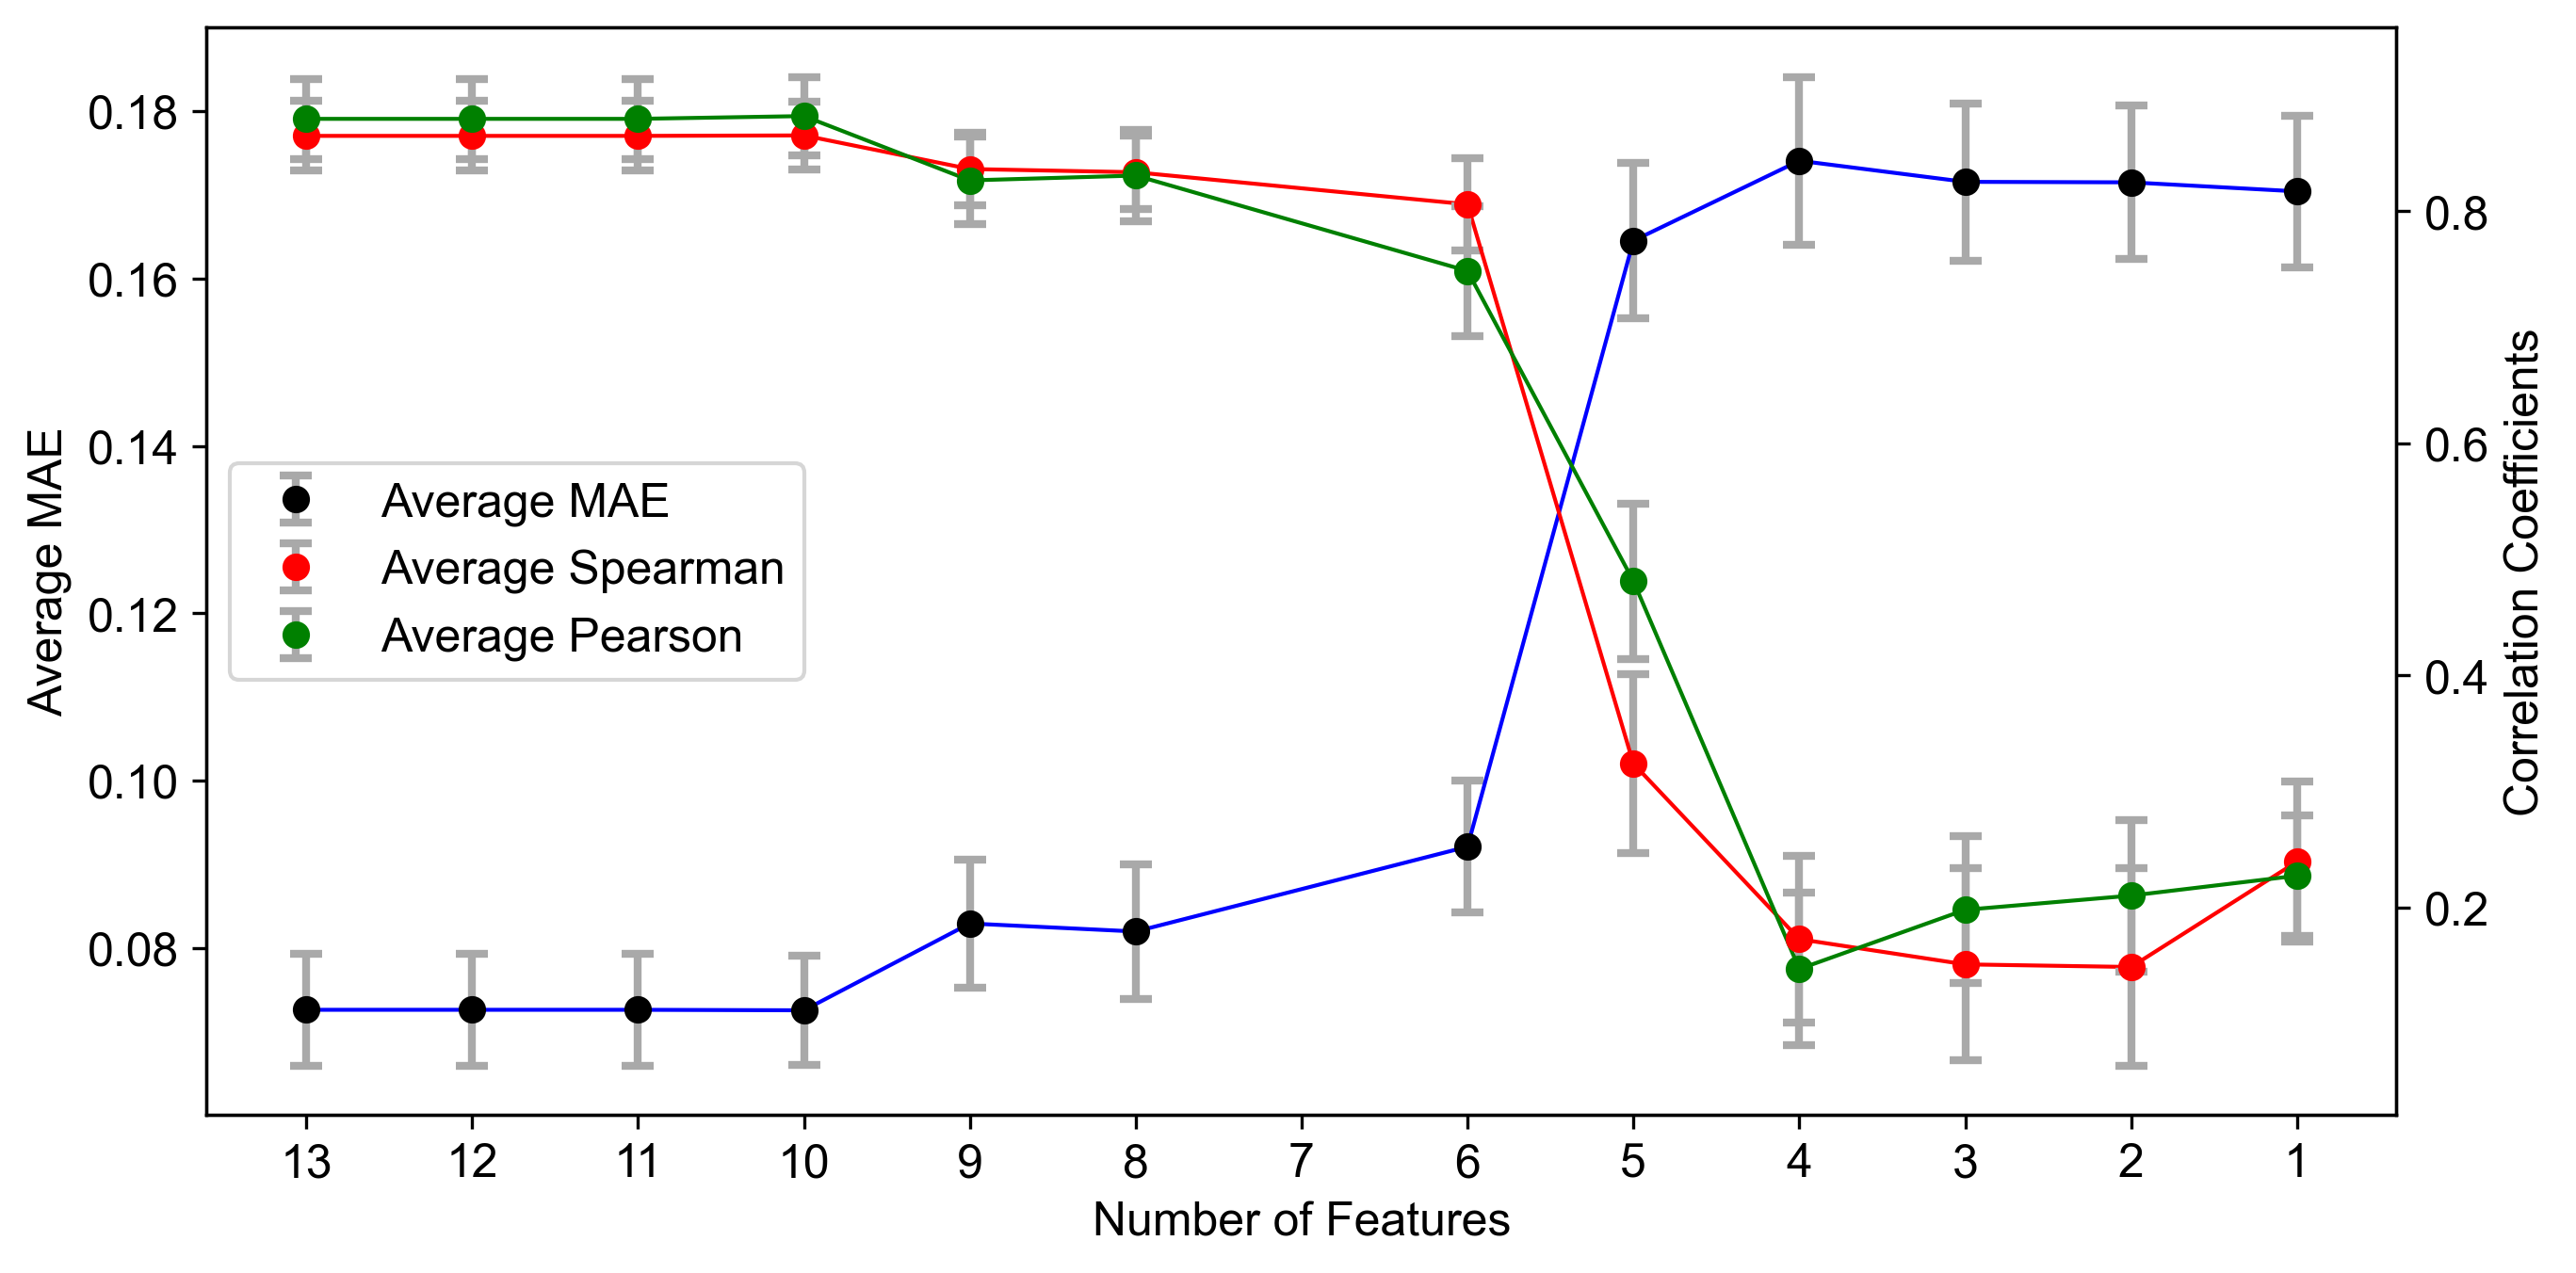 0.18
0.16
0.14
0.12
0.10
0.08
Average MAE
Average MAE
Average Spearman
Average Pearson
0.8
0.6
0.4
0.2
Correlation Coefficients
13 12 11 10 9 8 7 6 5 4 3 2 1
Number of Features